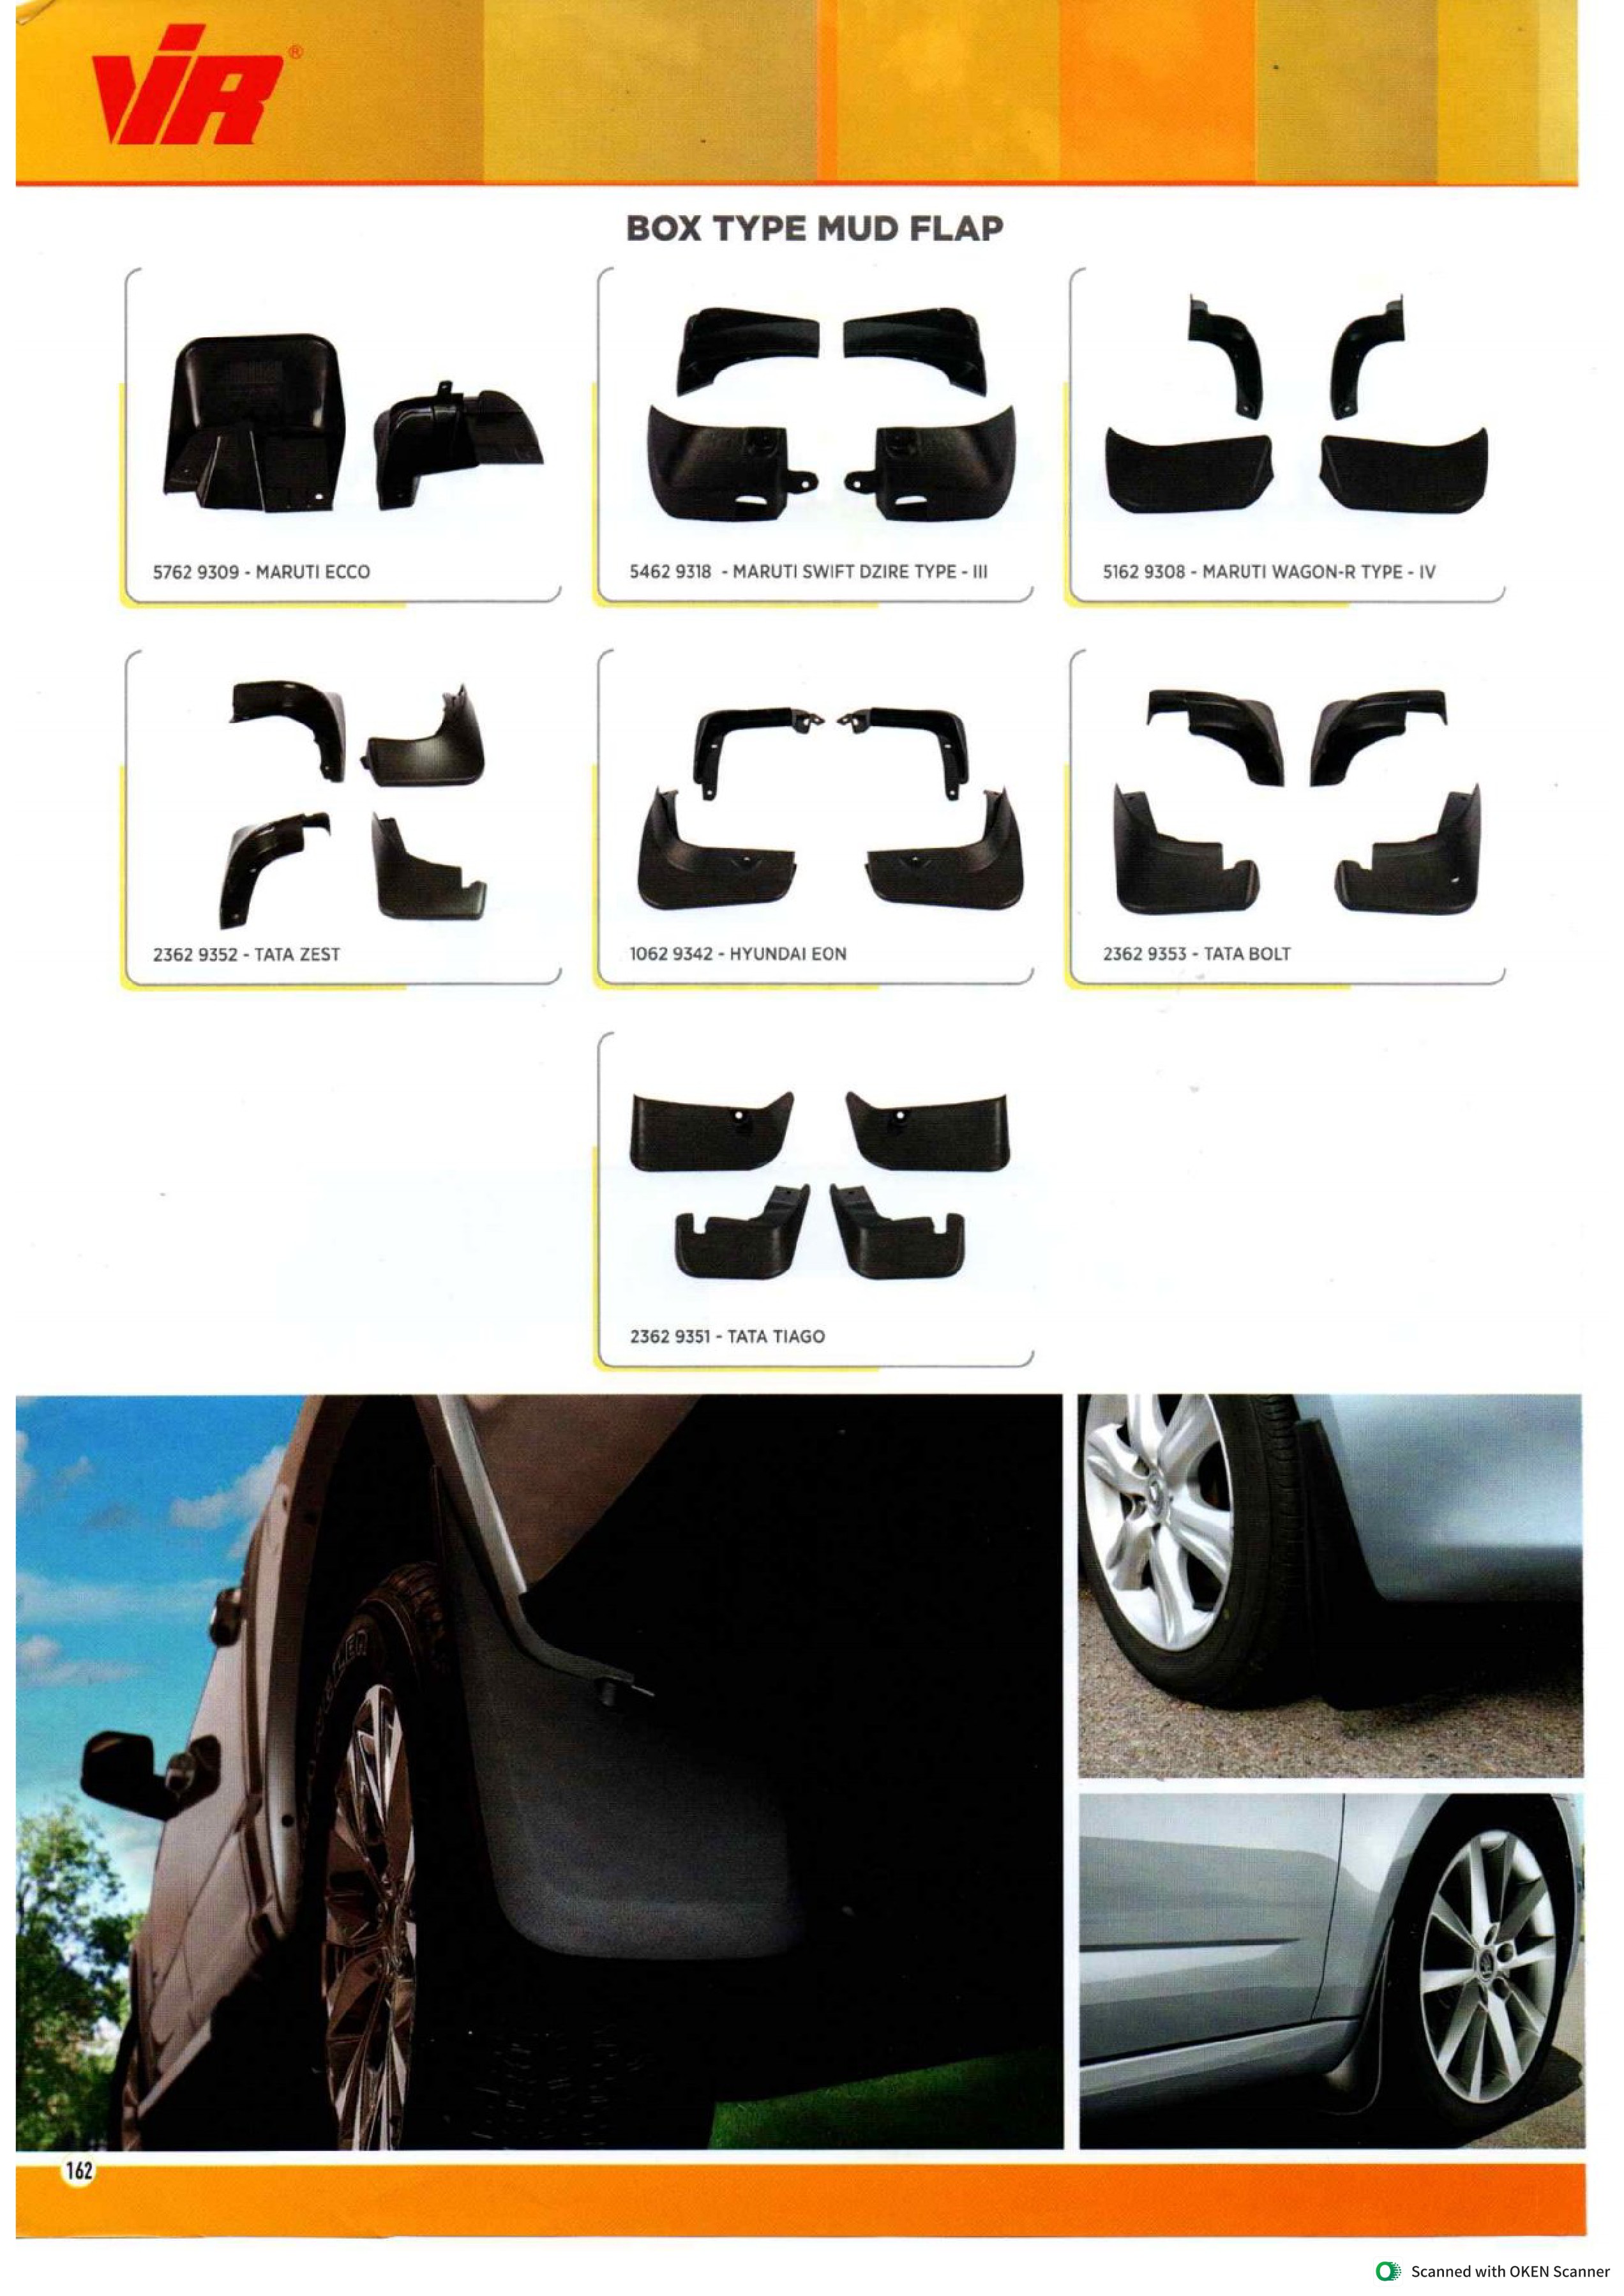 VIR®
BOX TYPE MUD FLAP
5762 9309 - MARUTI ECCO
5462 9318 - MARUTI SWIFT DZIRE TYPE - III
5162 9308 - MARUTI WAGON-R TYPE - IV
2362 9352 - TATA ZEST
1062 9342 - HYUNDAI EON
2362 9353 - TATA BOLT
2362 9351 - TATA TIAGO
162
Scanned with OKEN Scanner